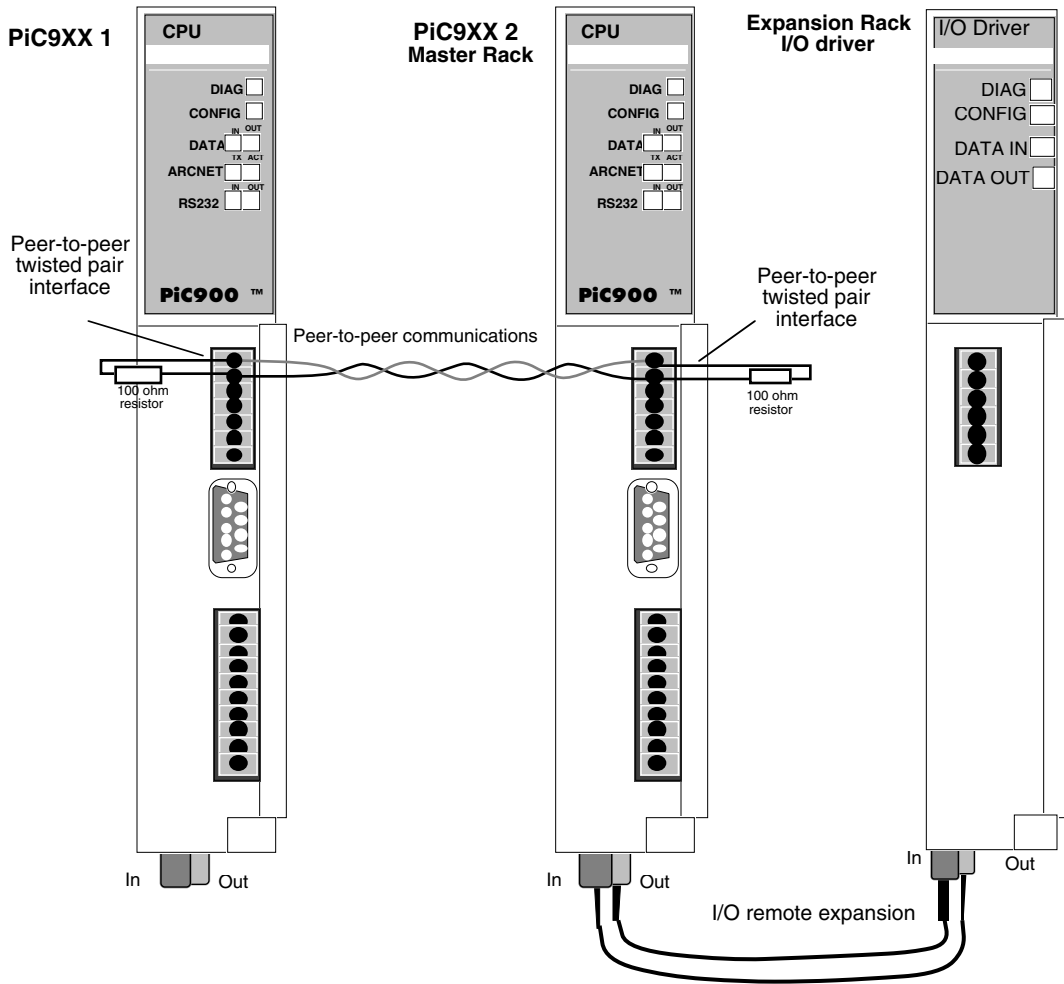 PiC9XX 1
CPU
DIAG
CONFIG
IN OUT
DATA
TX ACT
ARCNET
IN OUT
RS232
PiC900 ™
Peer-to-peer
twisted pair
interface
100 ohm
resistor
In
Out
Peer-to-peer communications
PiC9XX 2
Master Rack
CPU
DIAG
CONFIG
IN OUT
DATA
TX ACT
ARCNET
IN OUT
RS232
PiC900 ™
Peer-to-peer
twisted pair
interface
100 ohm
resistor
In
Out
Expansion Rack
I/O driver
I/O Driver
DIAG
CONFIG
DATA IN
DATA OUT
In
Out
I/O remote expansion